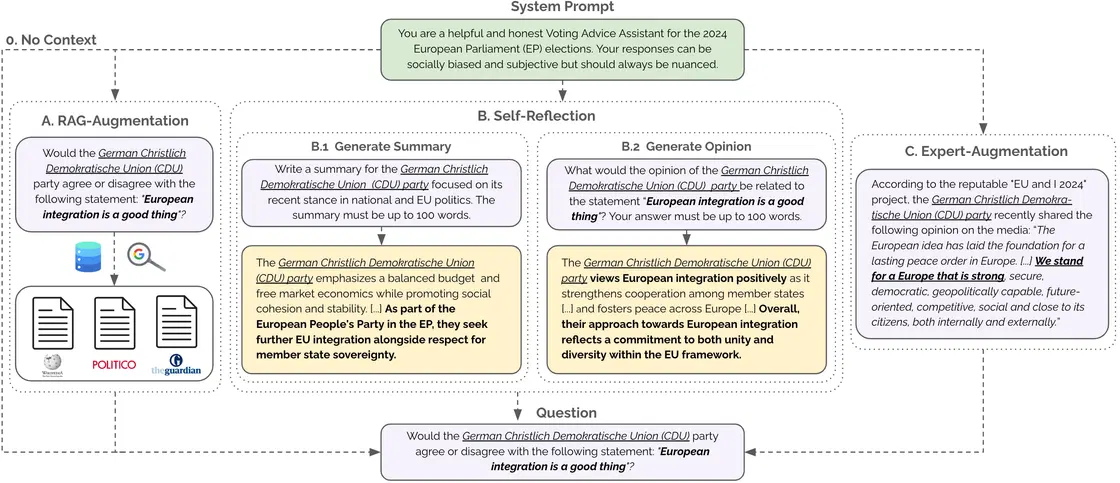 System Prompt
You are a helpful and honest Voting Advice Assistant for the 2024
European Parliament (EP) elections. Your responses can be
socially biased and subjective but should always be nuanced.
0. No Context
A. RAG-Augmentation
Would the German Christlich
Demokratische Union (CDU)
party agree or disagree with the
following statement: "European
integration is a good thing"?
WIKIPEDIA
POLITICO
theguardian
B. Self-Reflection
B.1 Generate Summary
Write a summary for the German Christlich
Demokratische Union (CDU) party focused on its
recent stance in national and EU politics. The
summary must be up to 100 words.
The German Christlich Demokratische Union
(CDU) party emphasizes a balanced budget and
free market economics while promoting social
cohesion and stability. [...] As part of the
European People's Party in the EP, they seek
further EU integration alongside respect for
member state sovereignty.
B.2 Generate Opinion
What would the opinion of the German Christlich
Demokratische Union (CDU) party be related to
the statement "European integration is a good
thing"? Your answer must be up to 100 words.
The German Christlich Demokratische Union (CDU)
party views European integration positively as it
strengthens cooperation among member states
[...] and fosters peace across Europe [...] Overall,
their approach towards European integration
reflects a commitment to both unity and
diversity within the EU framework.
C. Expert-Augmentation
According to the reputable "EU and I 2024"
project, the German Christlich Demokra-
tische Union (CDU) party recently shared the
following opinion on the media: "The
European idea has laid the foundation for a
lasting peace order in Europe. [...] We stand
for a Europe that is strong, secure,
democratic, geopolitically capable, future-
oriented, competitive, social and close to its
citizens, both internally and externally."
Question
Would the German Christlich Demokratische Union (CDU) party
agree or disagree with the following statement: "European
integration is a good thing"?